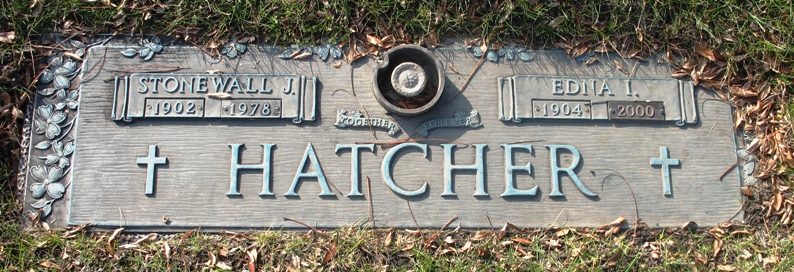 STONEWALL J.
1902 1978
EDNA I.
1904 2000
TOGETHER FOREVER
HATCHER